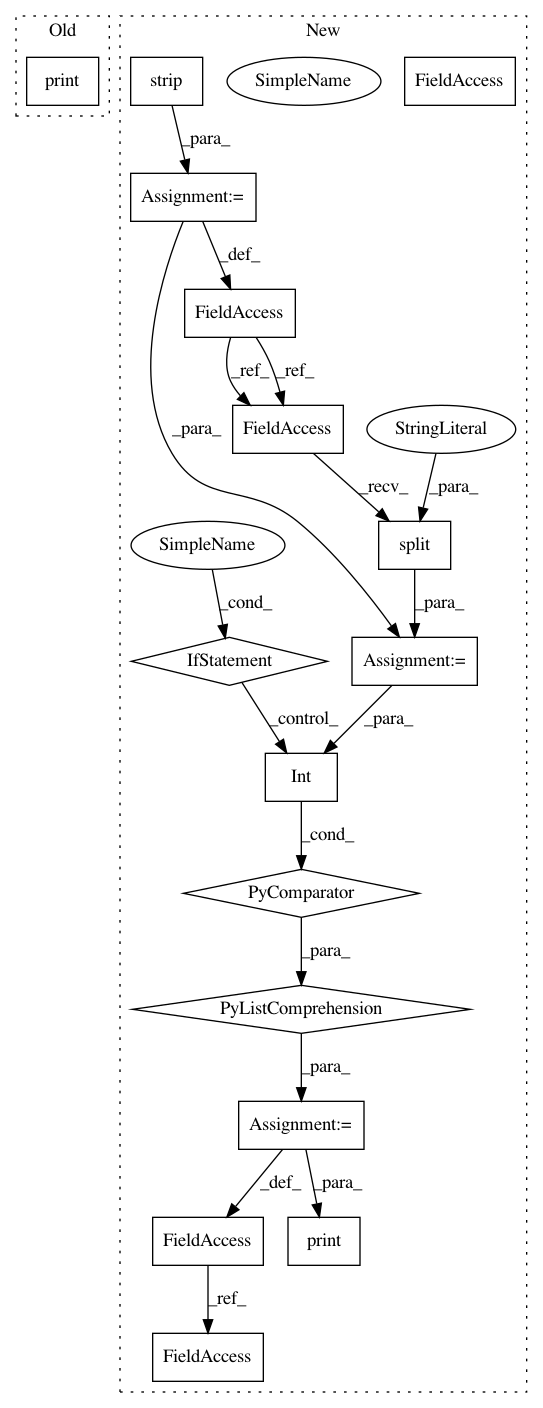 Old
New
print
strip
SimpleName
FieldAccess
_para_
Assignment:=
_def_
FieldAccess
_ref_
_ref_
_para_
FieldAccess
StringLiteral
_recv_
_para_
SimpleName
split
_cond_
_para_
IfStatement
Assignment:=
_control_
_para_
Int
_cond_
PyComparator
_para_
PyListComprehension
_para_
Assignment:=
_def_
_para_
FieldAccess
print
_ref_
FieldAccess